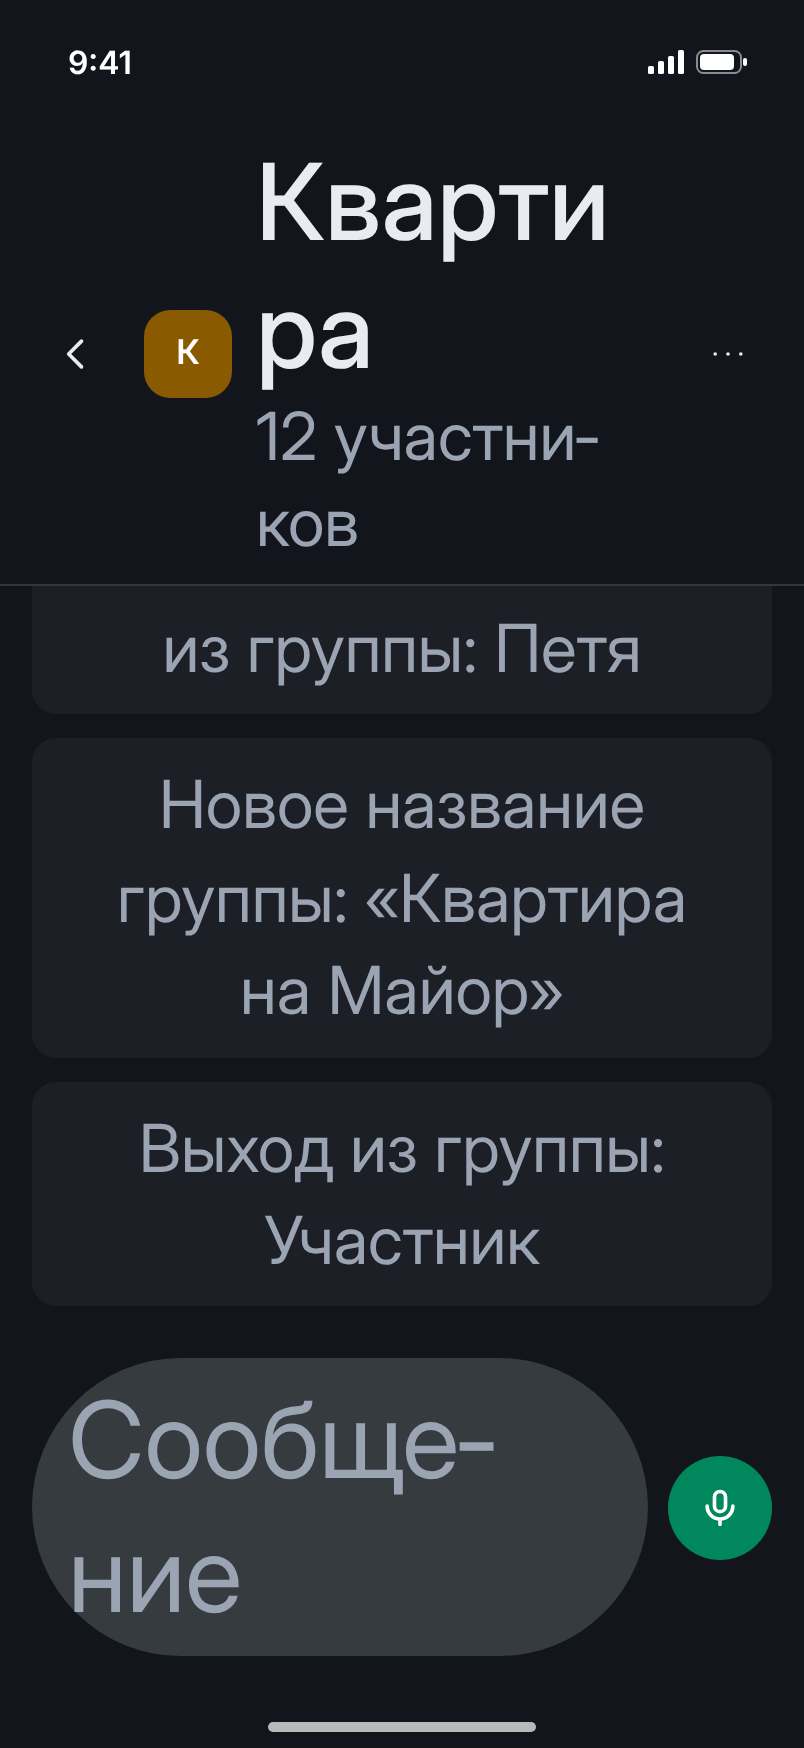 9:41
Кварти
ра
К
12 участни-
ков
из группы: Петя
Новое название
группы: «Квартира
на Майор»
Выход из группы:
Участник
Сообще-
ние